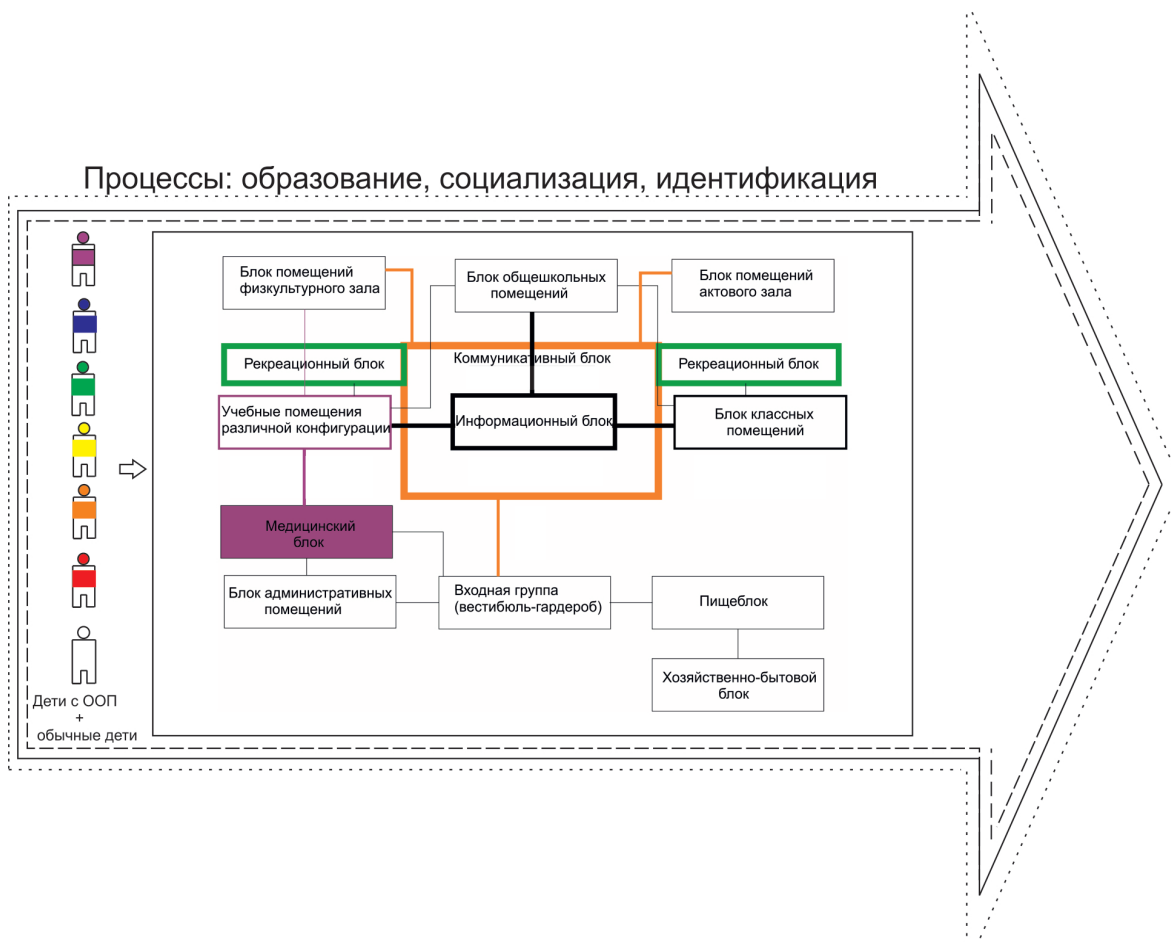 Процессы: образование, социализация, идентификация
Блок помещений
физкультурного зала
Блок общешкольных
помещений
Блок помещений
актового зала
Рекреационный блок
Коммуникативный блок
Рекреационный блок
Учебные помещения
различной конфигурации
Информационный блок
Блок классных
помещений
Медицинский
блок
Блок административных
помещений
Входная группа
(вестибюль-гардероб)
Пищеблок
Хозяйственно-бытовой
блок
Дети с ООП
+
обычные дети